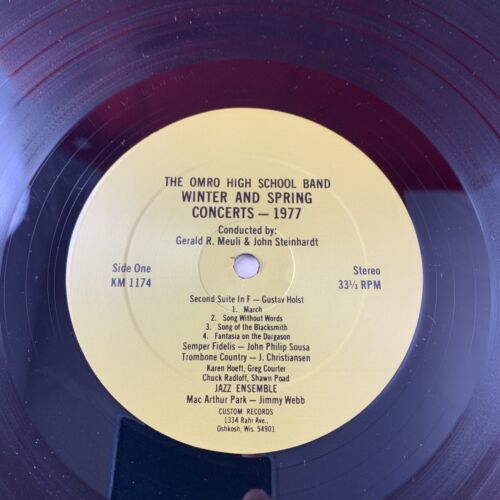 THE OMRO HIGH SCHOOL BAND
WINTER AND SPRING
CONCERTS — 1977
Conducted by:
Gerald R. Meuli & John Steinhardt
Side One
KM 1174
Stereo
33⅓ RPM
Second Suite In F — Gustav Holst
1. March
2. Song Without Words
3. Song of the Blacksmith
4. Fantasia on the Dargason
Semper Fidelis — John Philip Sousa
Trombone Country — J. Christiansen
Karen Hoeft, Greg Courter
Chuck Radloff, Shawn Poad
JAZZ ENSEMBLE
Mac Arthur Park — Jimmy Webb
CUSTOM RECORDS
1334 Rahr Ave.,
Oshkosh, Wis. 54901